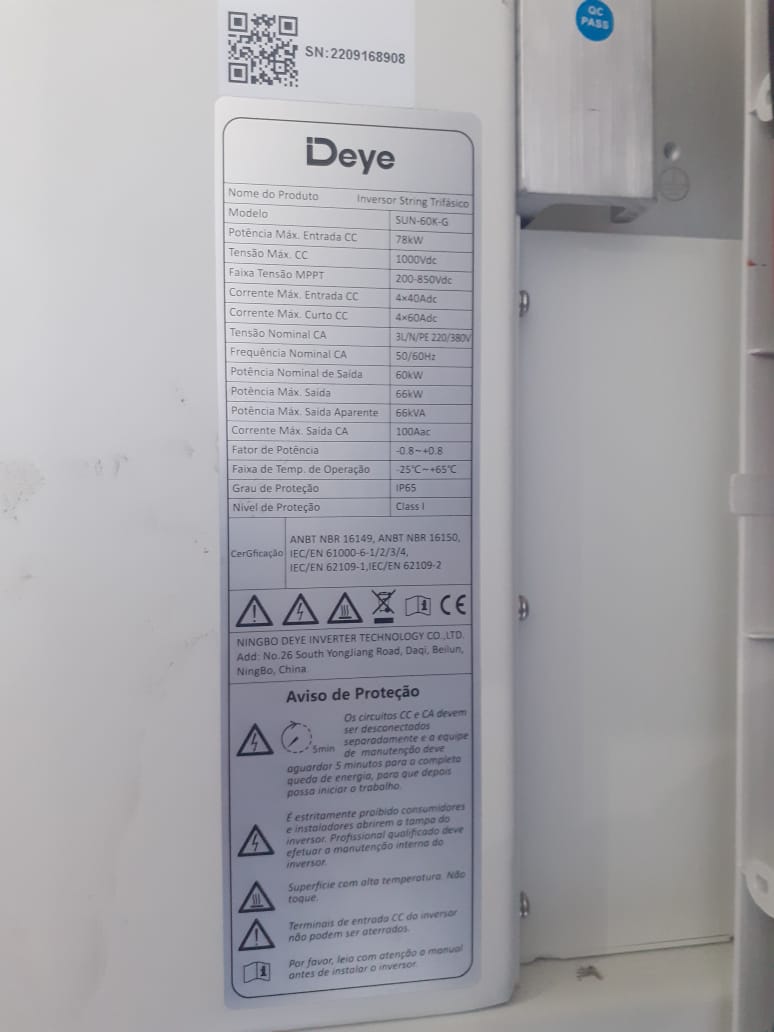 QC
PASS
SN:2209168908
Deye
Nome do Produto Inversor String Trifásico
Modelo SUN-60K-G
Potência Máx. Entrada CC 78kW
Tensão Máx. CC 1000Vdc
Faixa Tensão MPPT 200-850Vdc
Corrente Máx. Entrada CC 4×40Adc
Corrente Máx. Curto CC 4×60Adc
Tensão Nominal CA 3L/N/PE 220/380V
Frequência Nominal CA 50/60Hz
Potência Nominal de Saída 60kW
Potência Máx. Saída 66kW
Potência Máx. Saída Aparente 66kVA
Corrente Máx. Saída CA 100Aac
Fator de Potência -0.8~+0.8
Faixa de Temp. de Operação -25℃~+65℃
Grau de Proteção IP65
Nível de Proteção Class I
CerGficação
ANBT NBR 16149, ANBT NBR 16150,
IEC/EN 61000-6-1/2/3/4,
IEC/EN 62109-1,IEC/EN 62109-2
CE
NINGBO DEYE INVERTER TECHNOLOGY CO.,LTD.
Add: No.26 South YongJiang Road, Daqi, Beilun,
NingBo, China
Aviso de Proteção
5min
Os circuitos CC e CA devem
ser desconectados
separadamente e a equipe
de manutenção deve
aguardar 5 minutos para a completa
queda de energia, para que depois
possa iniciar o trabalho.
É estritamente proibido consumidores
e instaladores abrirem a tampa do
inversor. Profissional qualificado deve
efetuar a manutenção interna do
inversor.
Superfície com alta temperatura. Não
toque.
Terminais de entrada CC do inversor
não podem ser aterrados.
Por favor, leia com atenção o manual
antes de instalar o inversor.